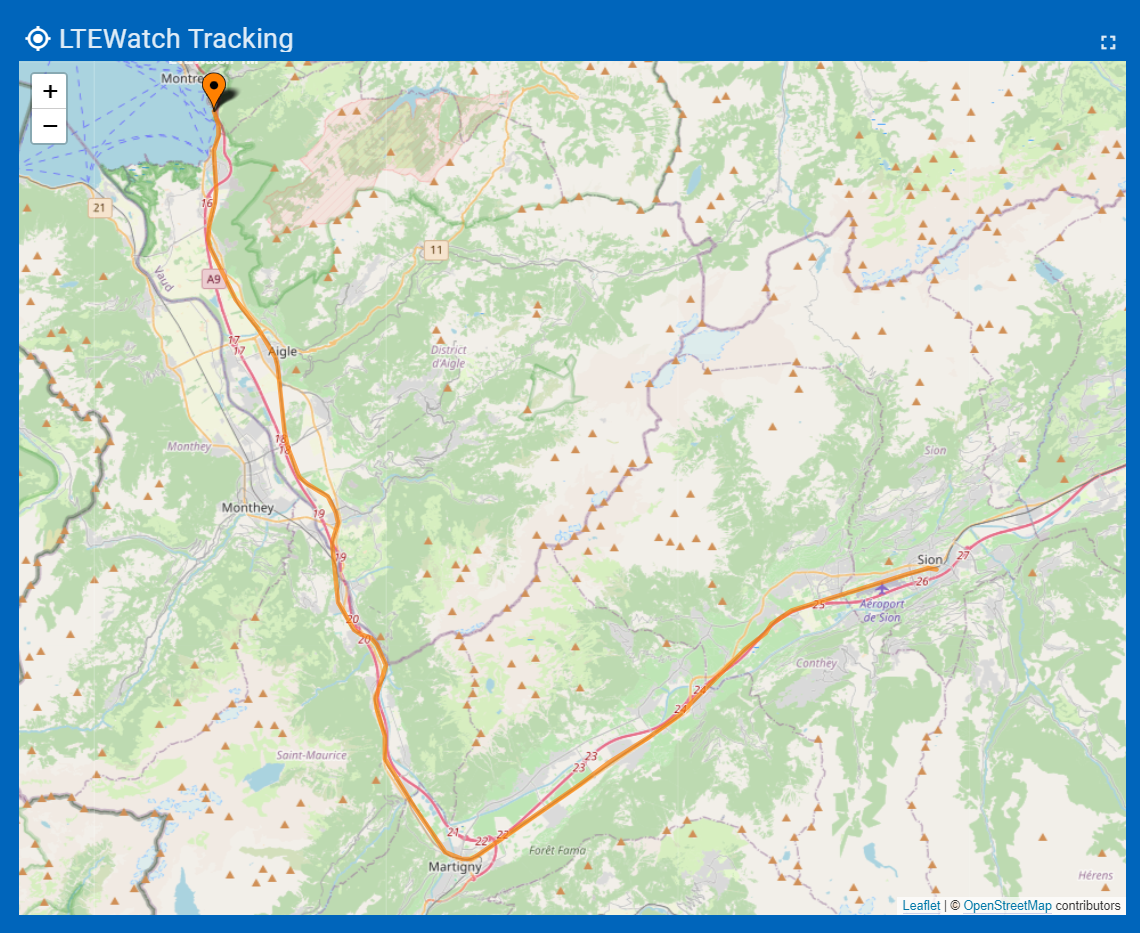 LTEWatch Tracking
Montre
+
−
16
21
11
A9
Vaud
17
17
Aigle
District
d'Aigle
18
18
Monthey
Sion
Monthey
19
19
Sion
27
26
25
Aéroport
de Sion
20
20
Conthey
24
24
Saint-Maurice
23
23
21
22
22
Martigny
Forêt Fama
Hérens
Leaflet | © OpenStreetMap contributors